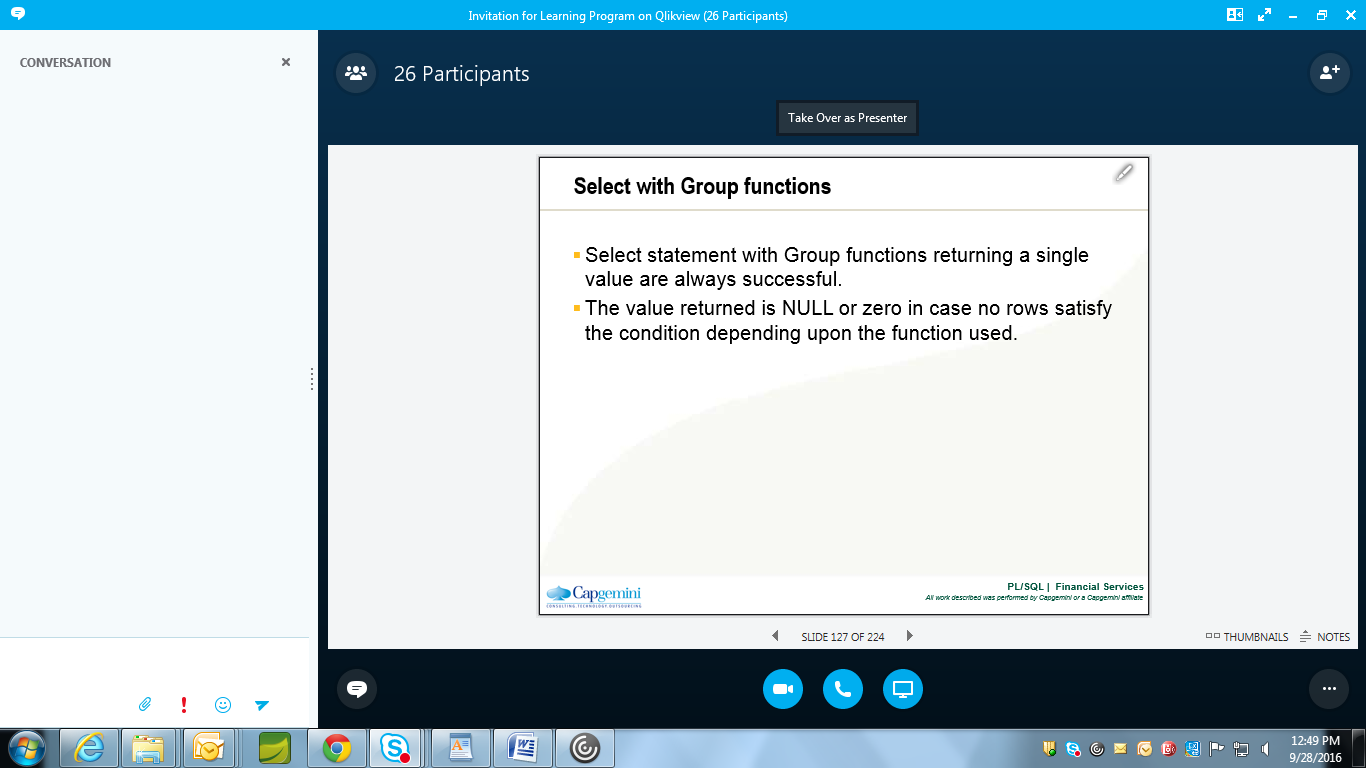 Invitation for Learning Program on Qlikview (26 Participants)
CONVERSATION
26 Participants
Take Over as Presenter
Select with Group functions
Select statement with Group functions returning a single
value are always successful.
The value returned is NULL or zero in case no rows satisfy
the condition depending upon the function used.
Capgemini
CONSULTING.TECHNOLOGY.OUTSOURCING
PL/SQL | Financial Services
All work described was performed by Capgemini or a Capgemini affiliate
SLIDE 127 OF 224
THUMBNAILS
NOTES
12:49 PM
9/28/2016